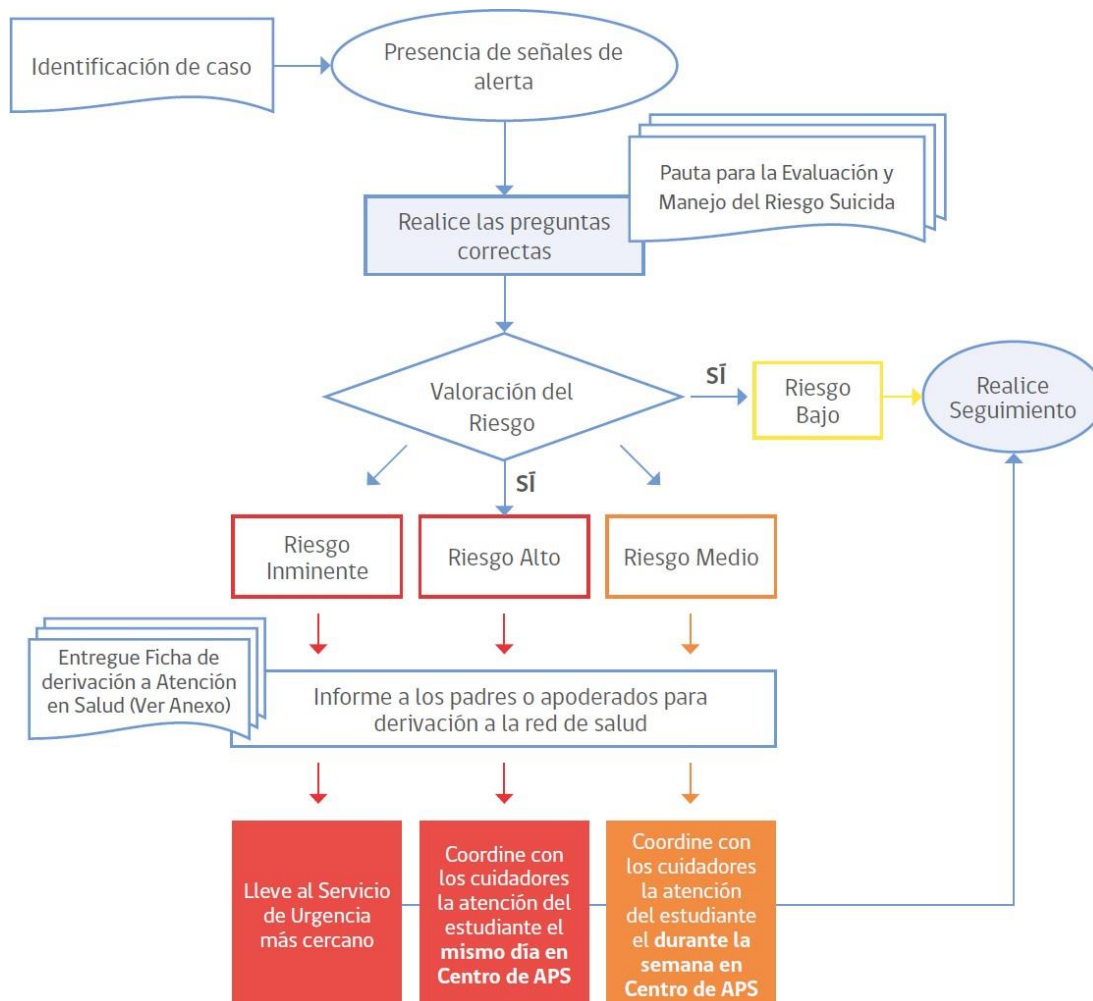 Identificación de caso
Presencia de señales de
alerta
Pauta para la Evaluación y
Manejo del Riesgo Suicida
Realice las preguntas
correctas
Valoración del
Riesgo
SÍ
Riesgo
Bajo
Realice
Seguimiento
SÍ
Riesgo
Inminente
Riesgo Alto
Riesgo Medio
Entregue Ficha de
derivación a Atención
en Salud (Ver Anexo)
Informe a los padres o apoderados para
derivación a la red de salud
Lleve al Servicio
de Urgencia
más cercano
Coordine con
los cuidadores
la atención del
estudiante el
mismo día en
Centro de APS
Coordine con
los cuidadores
la atención
del estudiante
el durante la
semana en
Centro de APS